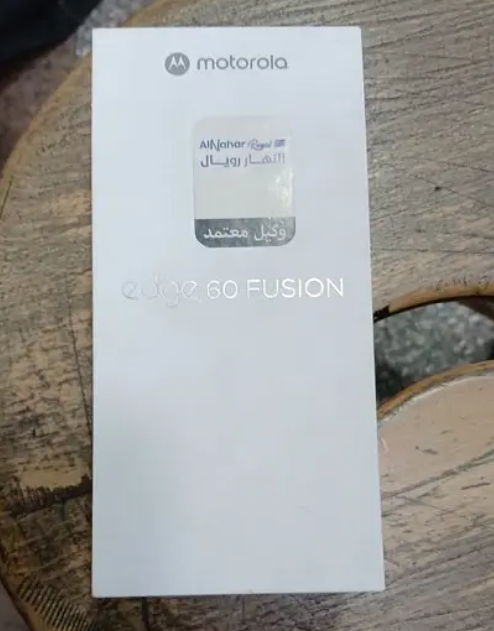 motorola
AlNahar Royal
النهار رويال
وكيل معتمد
edge 60 FUSION